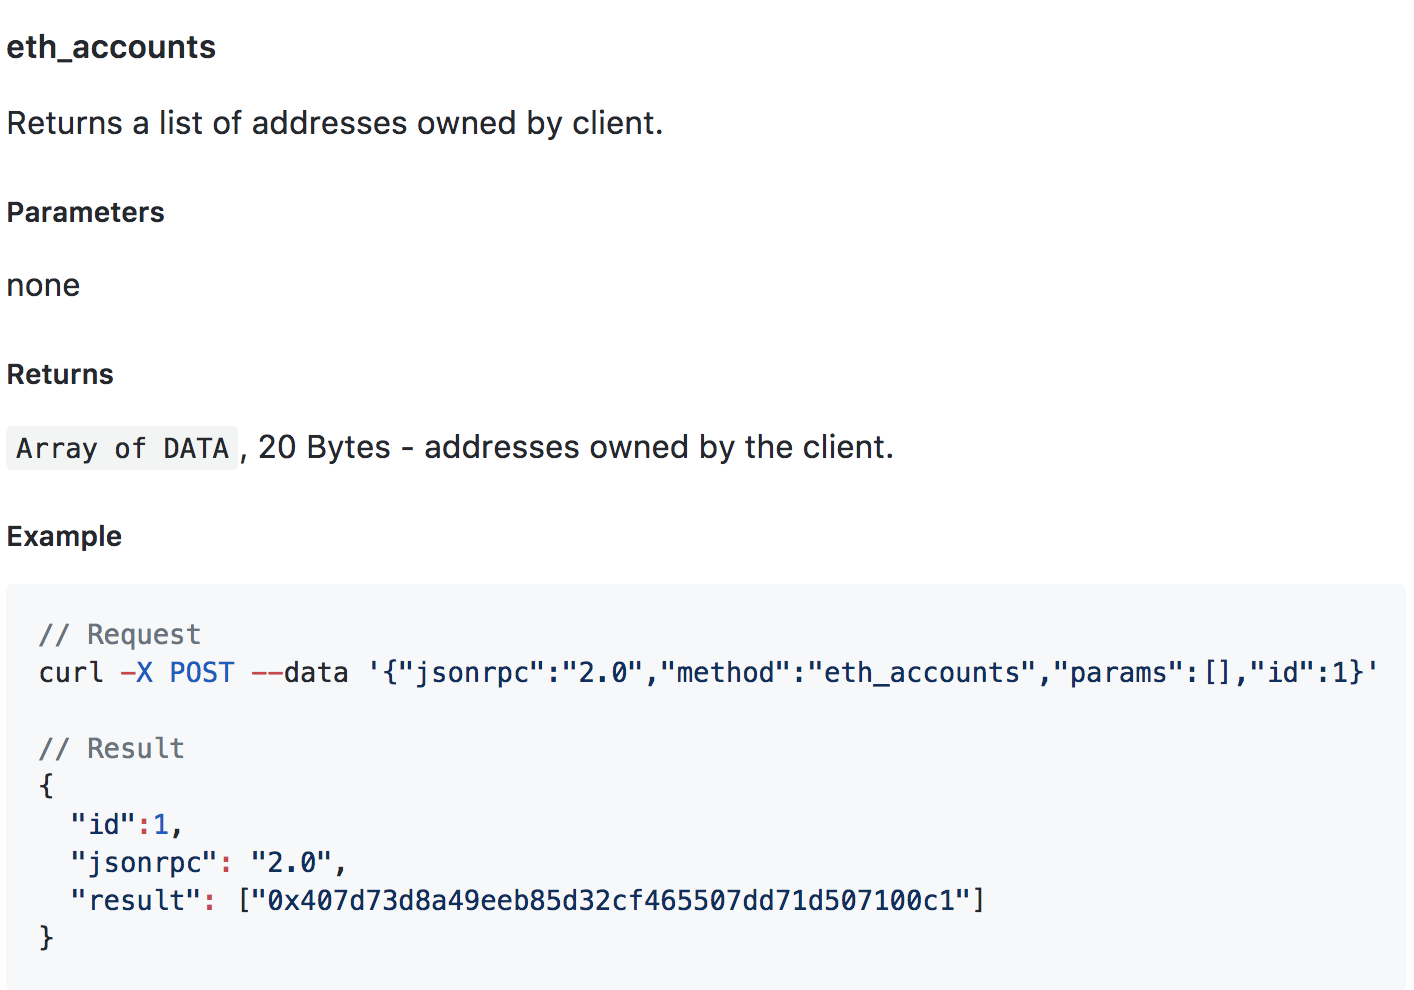 eth_accounts
Returns a list of addresses owned by client.
Parameters
none
Returns
Array of DATA, 20 Bytes - addresses owned by the client.
Example
// Request
curl -X POST --data '{"jsonrpc":"2.0","method":"eth_accounts","params":[],"id":1}'
// Result
{
  "id":1,
  "jsonrpc": "2.0",
  "result": ["0x407d73d8a49eeb85d32cf465507dd71d507100c1"]
}